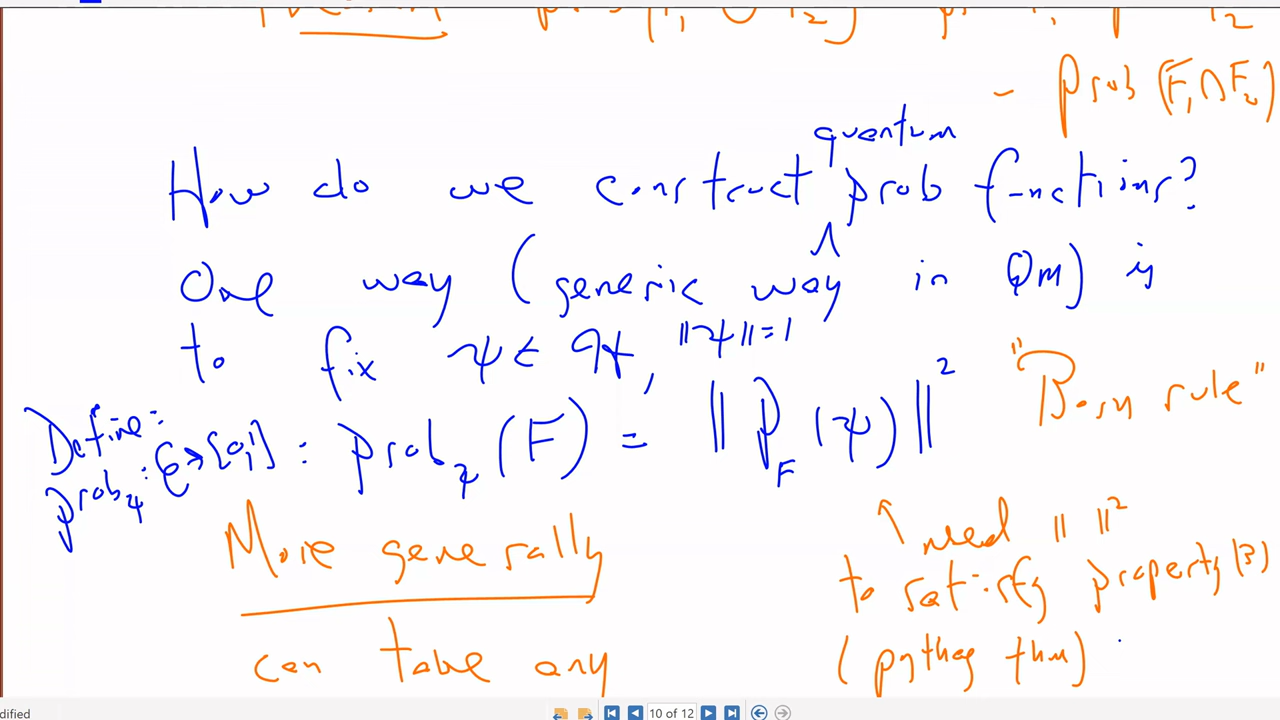 - prob (F₁∩F₂)
quantum
How do we construct prob functions?
One way (generic way in QM) is
to fix ψ ∈ H, ||ψ||=1
"Born rule"
Define:
prob_ψ: E→[0,1] : prob_ψ (F) = || P_F (ψ) ||²
More generally
can take any
↑ need || ||²
to satisfy property (3)
(pythag thm)
dified
10 of 12